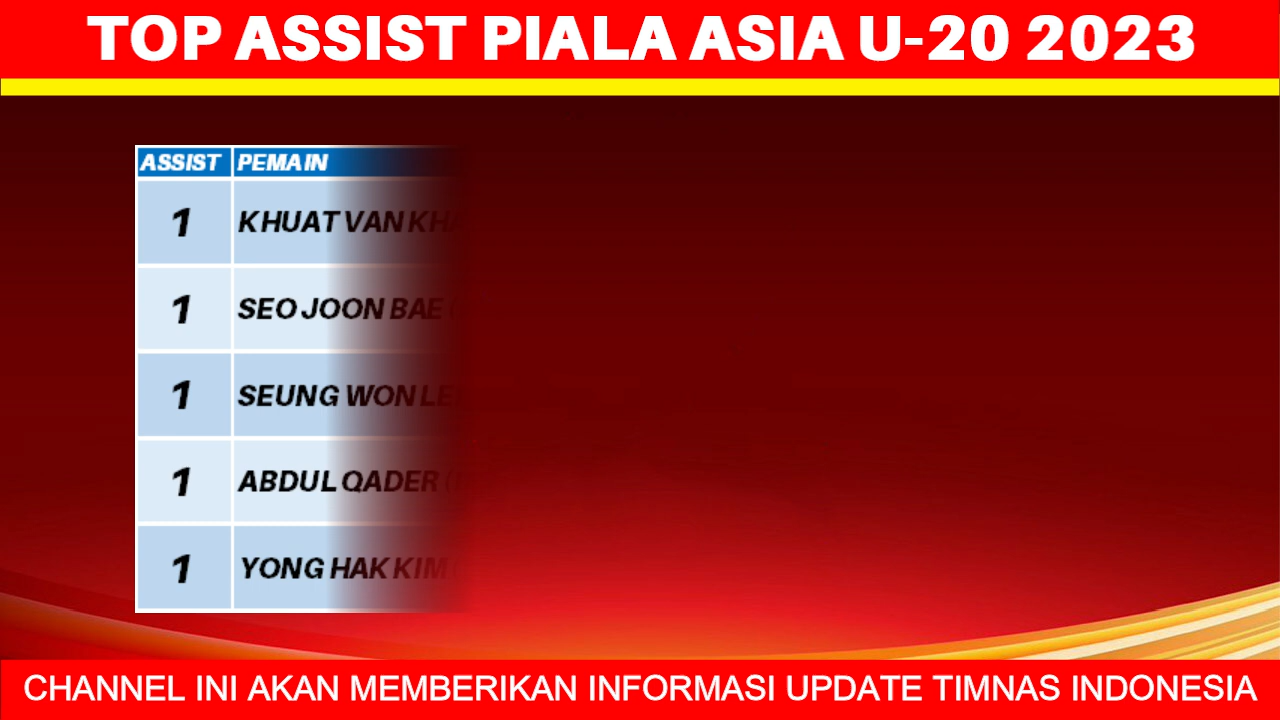 TOP ASSIST PIALA ASIA U-20 2023
ASSIST PEMAIN
1 KHUAT VAN
1 SEO JOON BAE
1 SEUNG WON
1 ABDUL QADER
1 YONG HAK KIM
CHANNEL INI AKAN MEMBERIKAN INFORMASI UPDATE TIMNAS INDONESIA